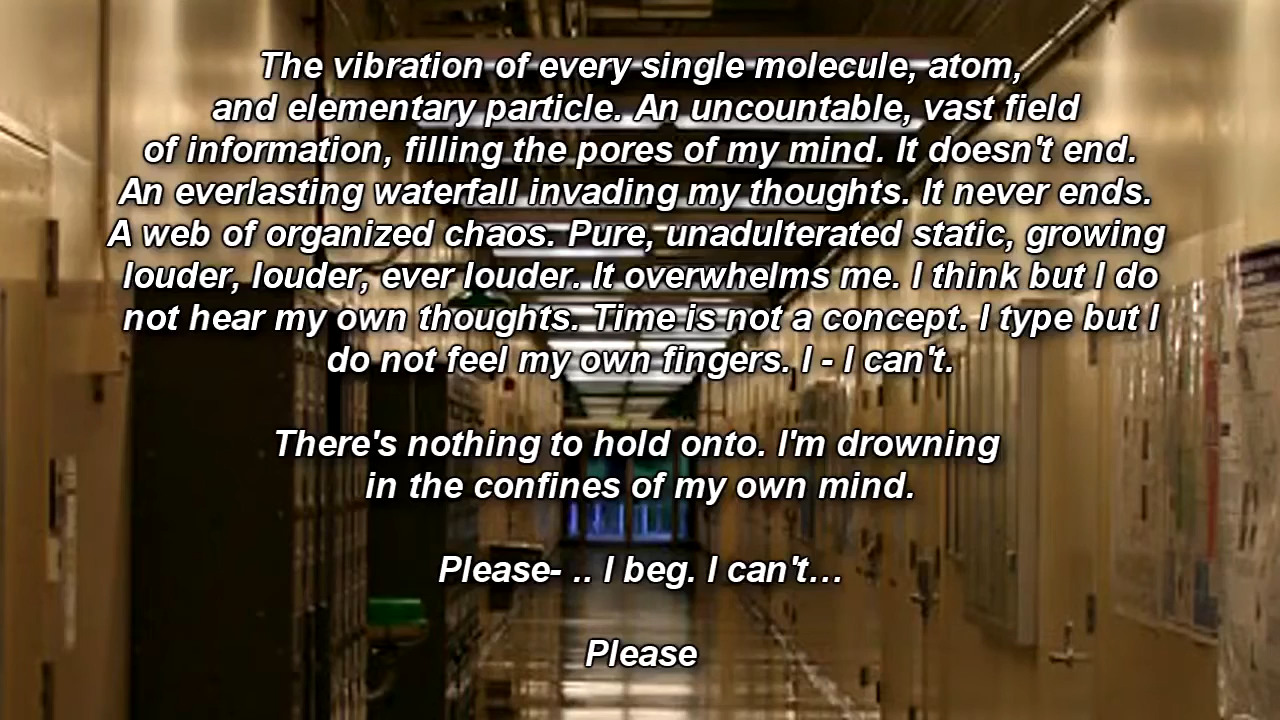 The vibration of every single molecule, atom,
and elementary particle. An uncountable, vast field
of information, filling the pores of my mind. It doesn't end.
An everlasting waterfall invading my thoughts. It never ends.
A web of organized chaos. Pure, unadulterated static, growing
louder, louder, ever louder. It overwhelms me. I think but I do
not hear my own thoughts. Time is not a concept. I type but I
do not feel my own fingers. I - I can't.
There's nothing to hold onto. I'm drowning
in the confines of my own mind.
Please- .. I beg. I can't...
Please